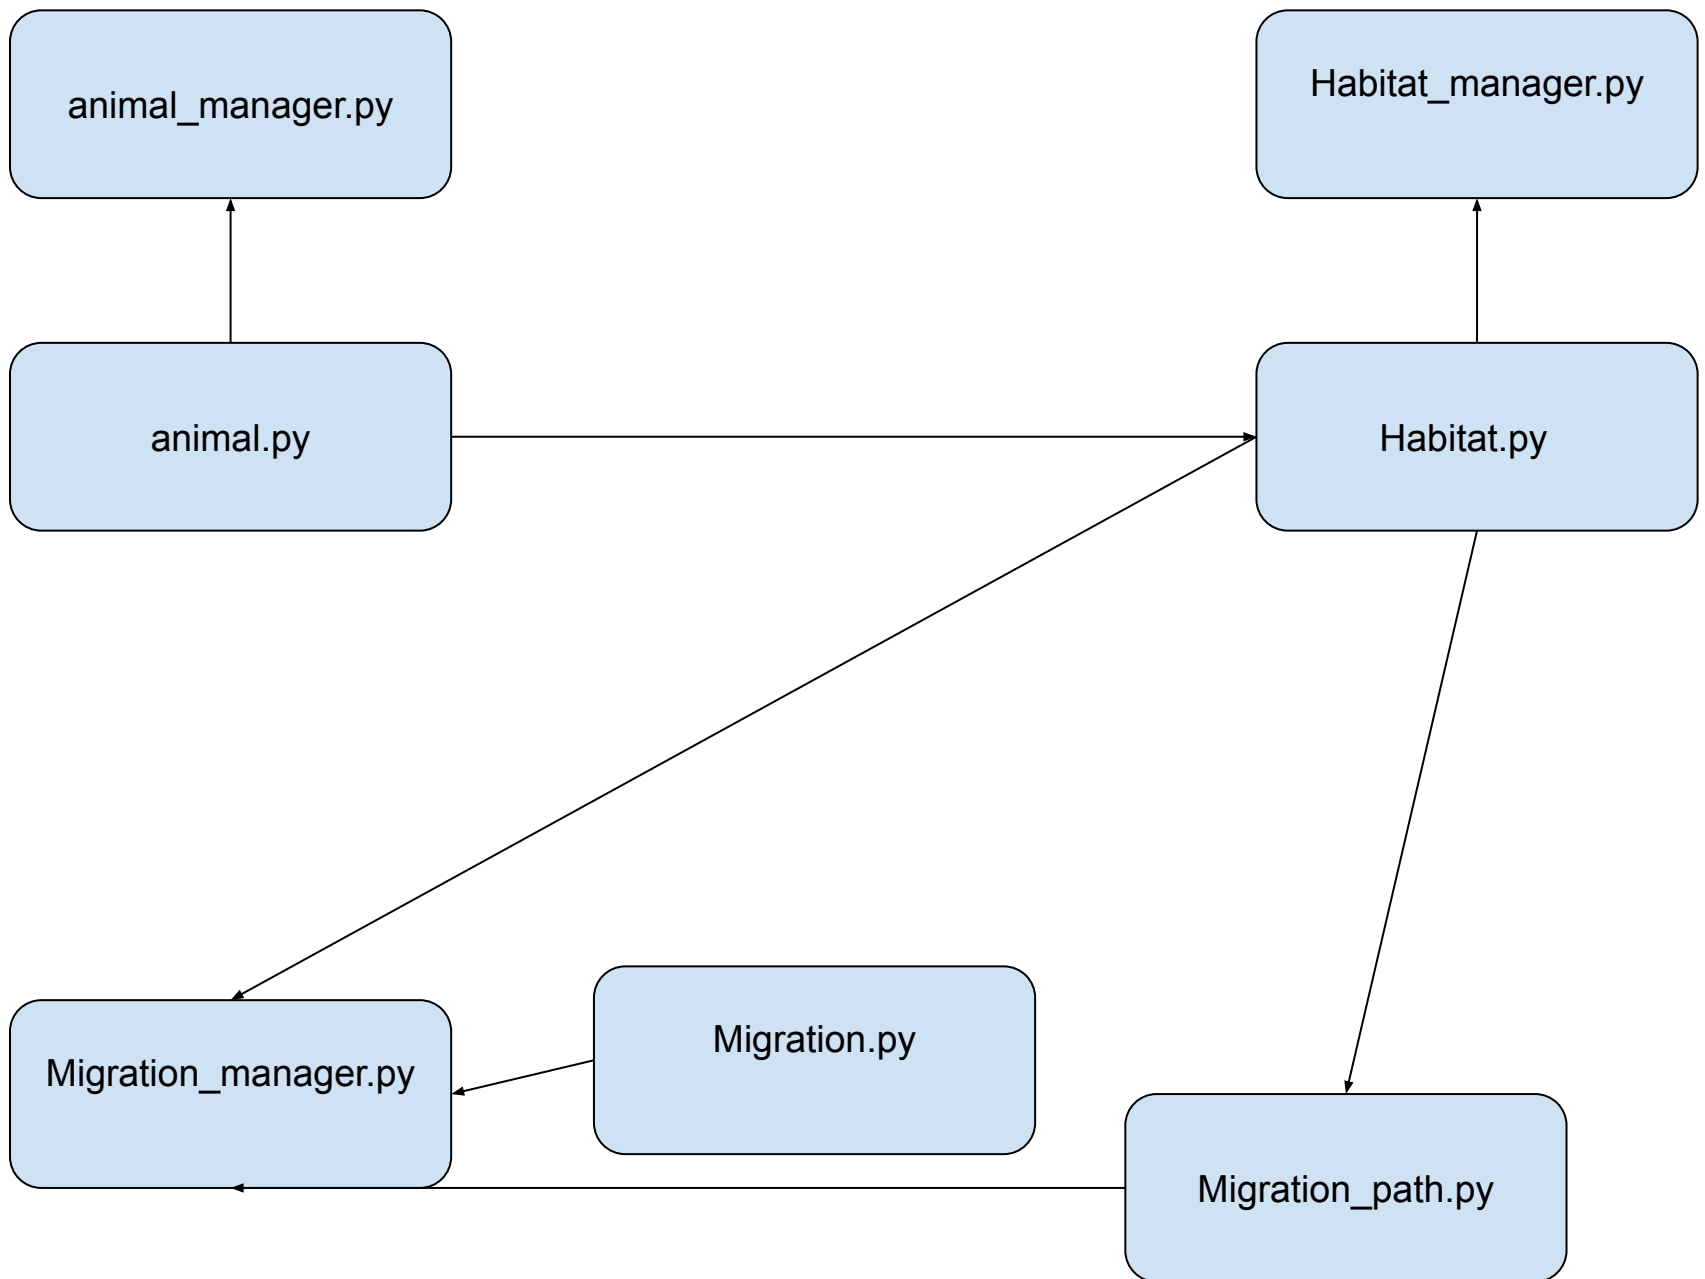 animal_manager.py
Habitat_manager.py
animal.py
Habitat.py
Migration_manager.py
Migration.py
Migration_path.py